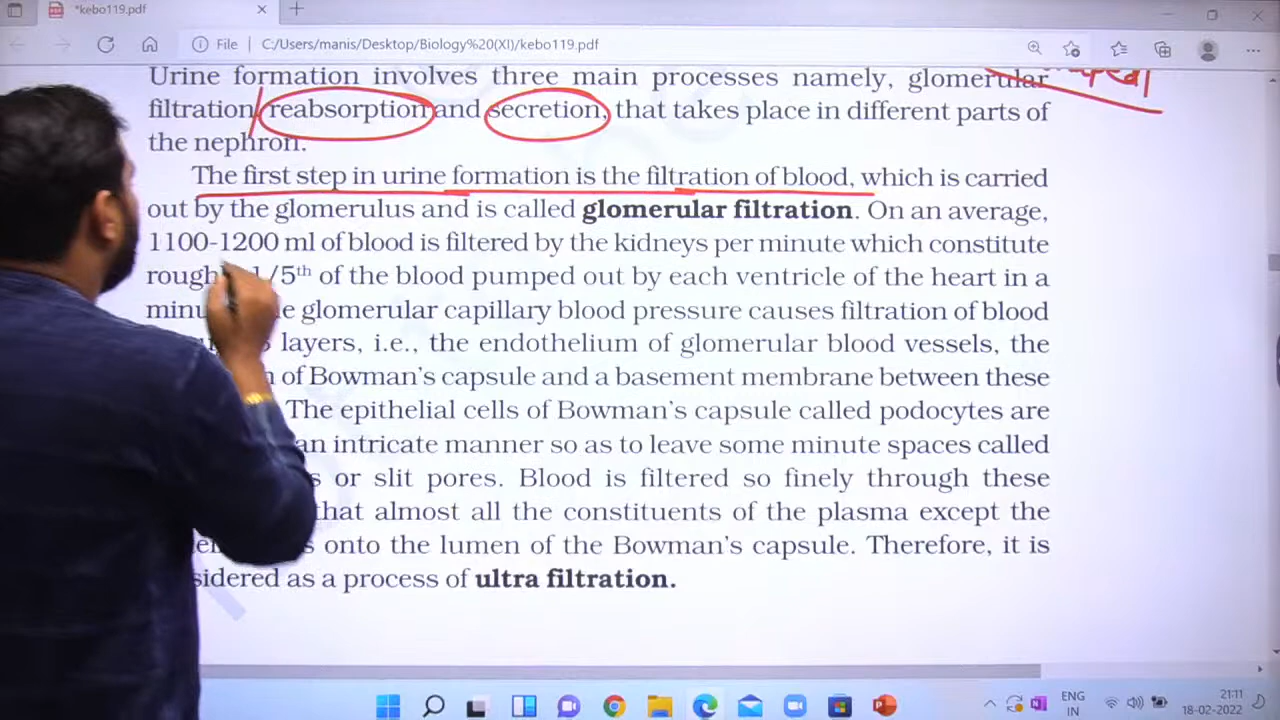 *kebo119.pdf
File C:/Users/manis/Desktop/Biology%20(XI)/kebo119.pdf
Urine formation involves three main processes namely, glomerular
filtration, reabsorption and secretion, that takes place in different parts of
the nephron.
The first step in urine formation is the filtration of blood, which is carried
out by the glomerulus and is called glomerular filtration. On an average,
1100-1200 ml of blood is filtered by the kidneys per minute which constitute
1/5th of the blood pumped out by each ventricle of the heart in a
glomerular capillary blood pressure causes filtration of blood
layers, i.e., the endothelium of glomerular blood vessels, the
of Bowman's capsule and a basement membrane between these
The epithelial cells of Bowman's capsule called podocytes are
an intricate manner so as to leave some minute spaces called
or slit pores. Blood is filtered so finely through these
that almost all the constituents of the plasma except the
onto the lumen of the Bowman's capsule. Therefore, it is
as a process of ultra filtration.
ENG 21:11
IN 18-02-2022